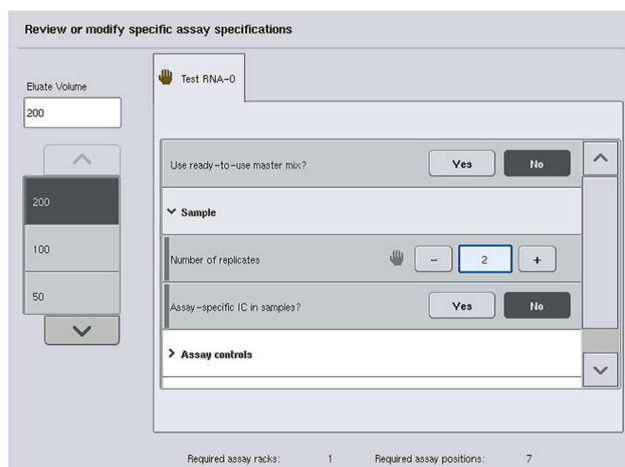 Review or modify specific assay specifications
Eluate Volume
200
200
100
50
Test RNA-0
Use ready-to-use master mix?
Yes
No
Sample
Number of replicates
-
2
+
Assay-specific IC in samples?
Yes
No
Assay controls
Required assay racks: 1 Required assay positions: 7